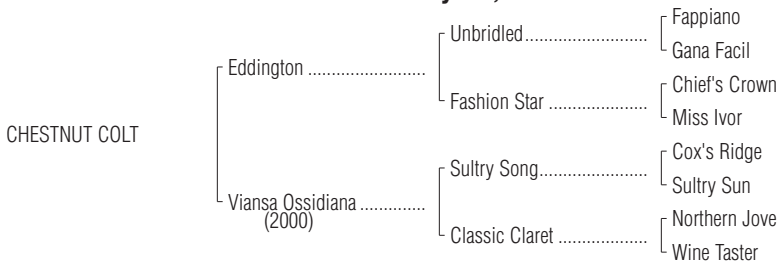 Fappiano
Unbridled..............................
Gana Facil
Eddington ..........................
Chief's Crown
Fashion Star ......................
Miss Ivor
CHESTNUT COLT
Cox's Ridge
Sultry Song...........................
Sultry Sun
Viansa Ossidiana ...............
(2000)
Northern Jove
Classic Claret ....................
Wine Taster